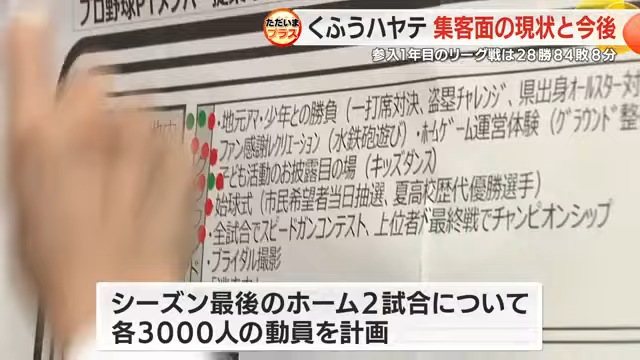 プロ野球PTメンバー
ただいま
プラス
くふうハヤテ 集客面の現状と今後
参入1年目のリーグ戦は28勝84敗8分
・地元アマ・少年との勝負（一打席対決、盗塁チャレンジ、県出身オールスター対
ファン感謝レクリエーション（水鉄砲遊び）・ホームゲーム運営体験（グラウンド整
子ども活動のお披露目の場（キッズダンス）
始球式（市民希望者当日抽選、夏高校歴代優勝選手）
・全試合でスピードガンコンテスト、上位者が最終戦でチャンピオンシップ
・ブライダル撮影
シーズン最後のホーム2試合について
各3000人の動員を計画